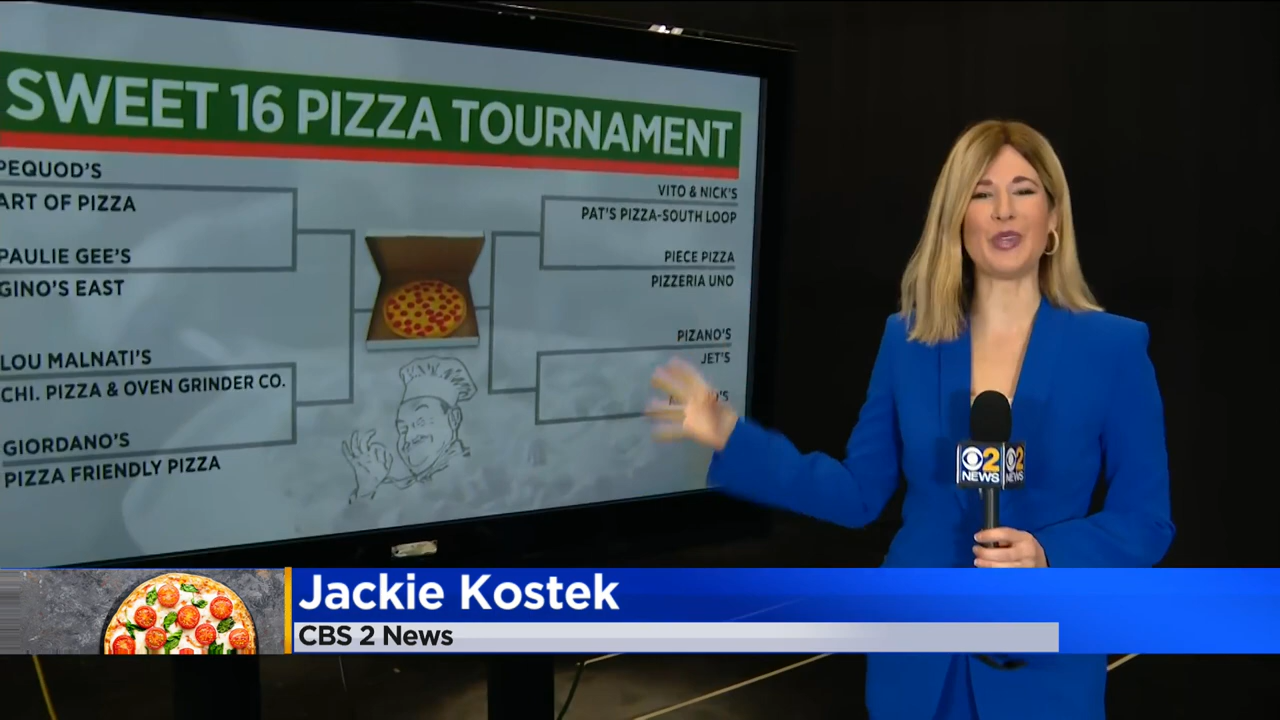 SWEET 16 PIZZA TOURNAMENT
PEQUOD'S
ART OF PIZZA
PAULIE GEE'S
GINO'S EAST
LOU MALNATI'S
CHI. PIZZA & OVEN GRINDER CO.
GIORDANO'S
PIZZA FRIENDLY PIZZA
VITO & NICK'S
PAT'S PIZZA-SOUTH LOOP
PIECE PIZZA
PIZZERIA UNO
PIZANO'S
JET'S
2 2
NEWS NEWS
Jackie Kostek
CBS 2 News